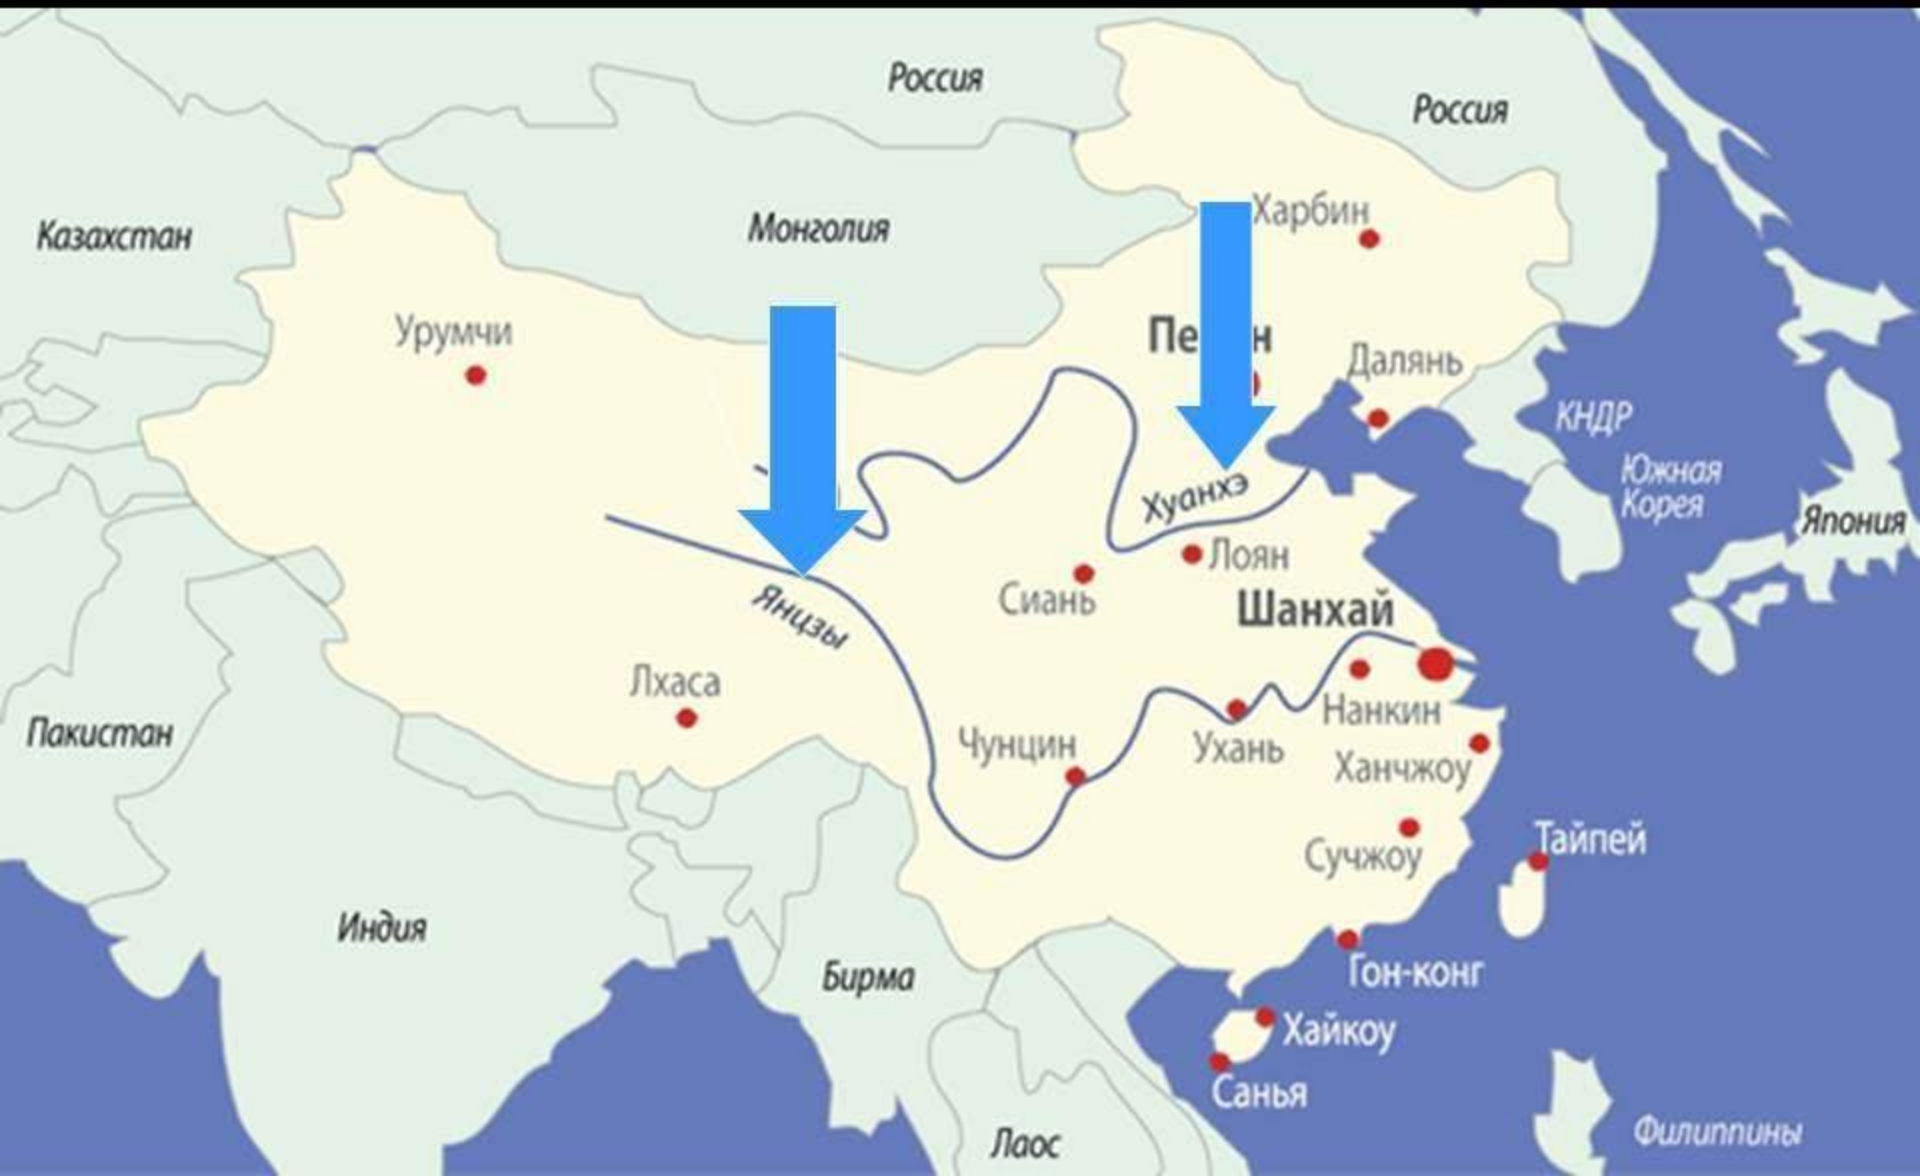 Россия
Россия
Харбин
Монголия
Казахстан
Урумчи
Далянь
КНДР
Южная
Корея
Япония
Хуанхэ
Лоян
Сиань
Шанхай
Янцзы
Лхаса
Нанкин
Чунцин
Ухань
Ханчжоу
Пакистан
Тайпей
Сучжоу
Индия
Бирма
Гон-конг
Хайкоу
Санья
Лаос
Филиппины